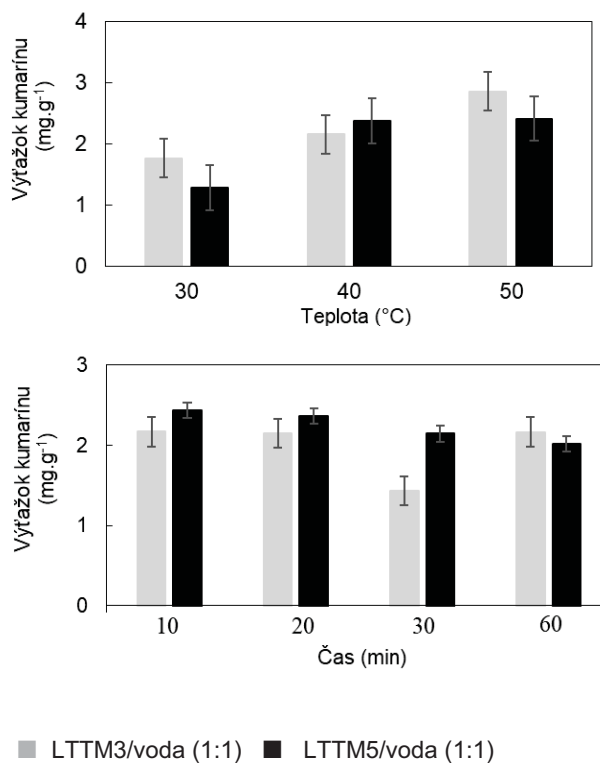 Výťažok kumarínu
(mg.g⁻¹)
4
3
2
1
0
30 40 50
Teplota (°C)
Výťažok kumarínu
(mg.g⁻¹)
3
2
1
0
10 20 30 60
Čas (min)
LTTM3/voda (1:1) LTTM5/voda (1:1)